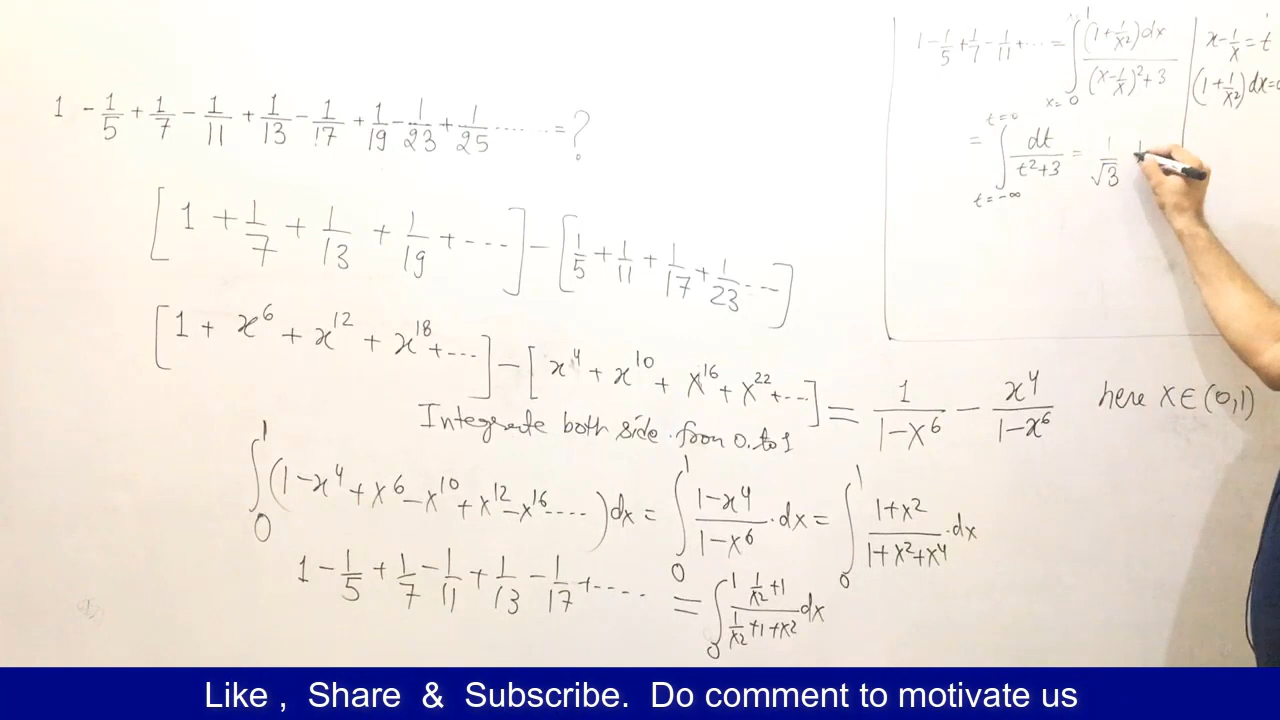 1 - 1/5 + 1/7 - 1/11 + 1/13 - 1/17 + 1/19 - 1/23 + 1/25 ....... = ?
[1 + 1/7 + 1/13 + 1/19 + ---] - [1/5 + 1/11 + 1/17 + 1/23 ---]
[1 + x^6 + x^12 + x^18 + ---] - [x^4 + x^10 + x^16 + x^22 + ---] = 1/(1-x^6) - x^4/(1-x^6) here x∈(0,1)
Integrate both side from 0 to 1
∫_0^1 (1 - x^4 + x^6 - x^10 + x^12 - x^16 ----) dx = ∫_0^1 (1-x^4)/(1-x^6) · dx = ∫_0^1 (1+x^2)/(1+x^2+x^4) · dx
1 - 1/5 + 1/7 - 1/11 + 1/13 - 1/17 + ---- = ∫_0^1 (1/x^2 + 1)/(1/x^2 + 1 + x^2) dx
1 - 1/5 + 1/7 - 1/11 + ... = ∫_{x=0}^{x=1} (1 + 1/x^2) dx / ((x - 1/x)^2 + 3)
x - 1/x = t
(1 + 1/x^2) dx =
= ∫_{t=-∞}^{t=0} dt/(t^2+3) = 1/√3
Like , Share & Subscribe. Do comment to motivate us